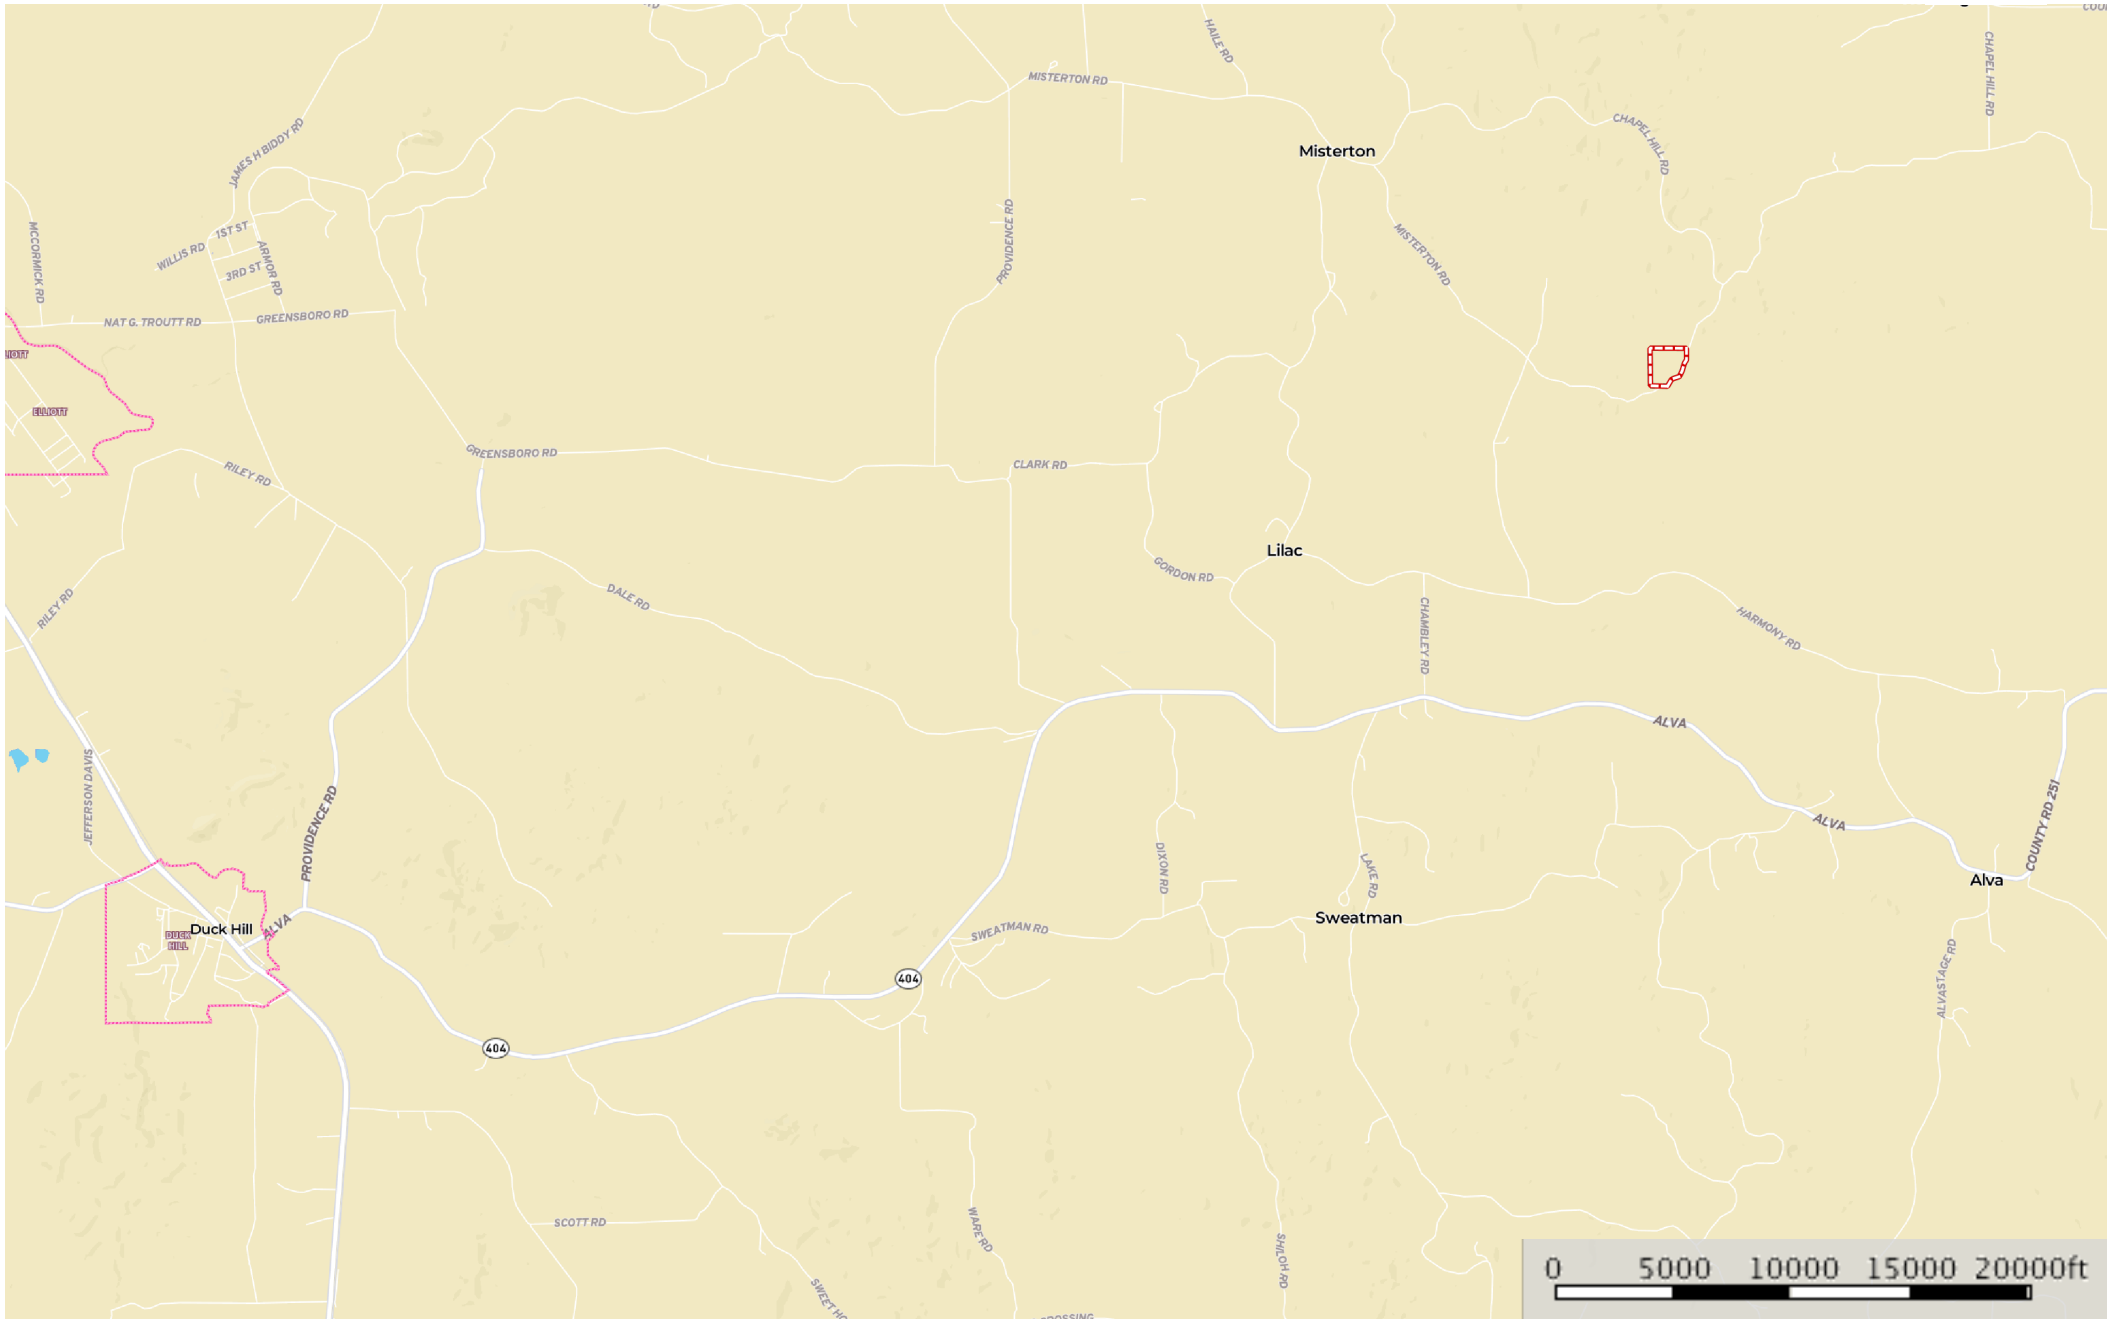 HAILE RD
CHAPEL HILL RD
MISTERTON RD
CHAPEL HILL RD
JAMES H BIDDY RD
Misterton
MCCORMICK RD
1ST ST
WILLIS RD
ARMOR RD
3RD ST
PROVIDENCE RD
MISTERTON RD
NAT G. TROUTT RD
GREENSBORO RD
LIOTT
ELLIOTT
GREENSBORO RD
CLARK RD
RILEY RD
Lilac
GORDON RD
DALE RD
RILEY RD
CHAMBLEY RD
HARMONY RD
ALVA
JEFFERSON DAVIS
PROVIDENCE RD
ALVA
COUNTY RD 251
DIXON RD
LAKE RD
Alva
Sweatman
Duck Hill
ALVA
DUCK
HILL
SWEATMAN RD
ALVASTAGE RD
404
404
SCOTT RD
WARE RD
SHILOH RD
SWEET HO
0 5000 10000 15000 20000ft